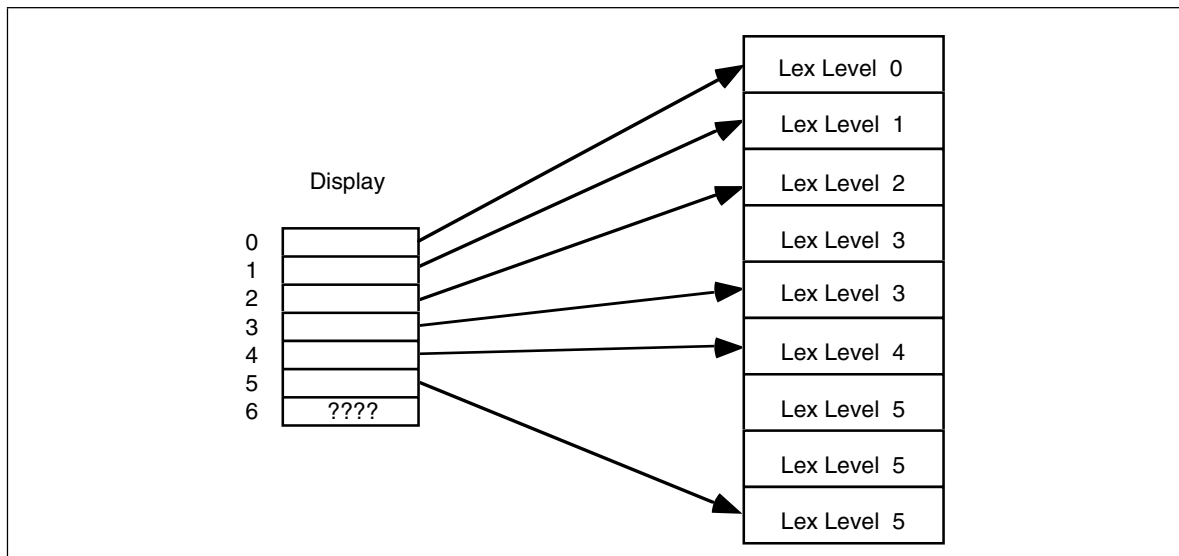 Display
0
1
2
3
4
5
6 ????
Lex Level 0
Lex Level 1
Lex Level 2
Lex Level 3
Lex Level 3
Lex Level 4
Lex Level 5
Lex Level 5
Lex Level 5